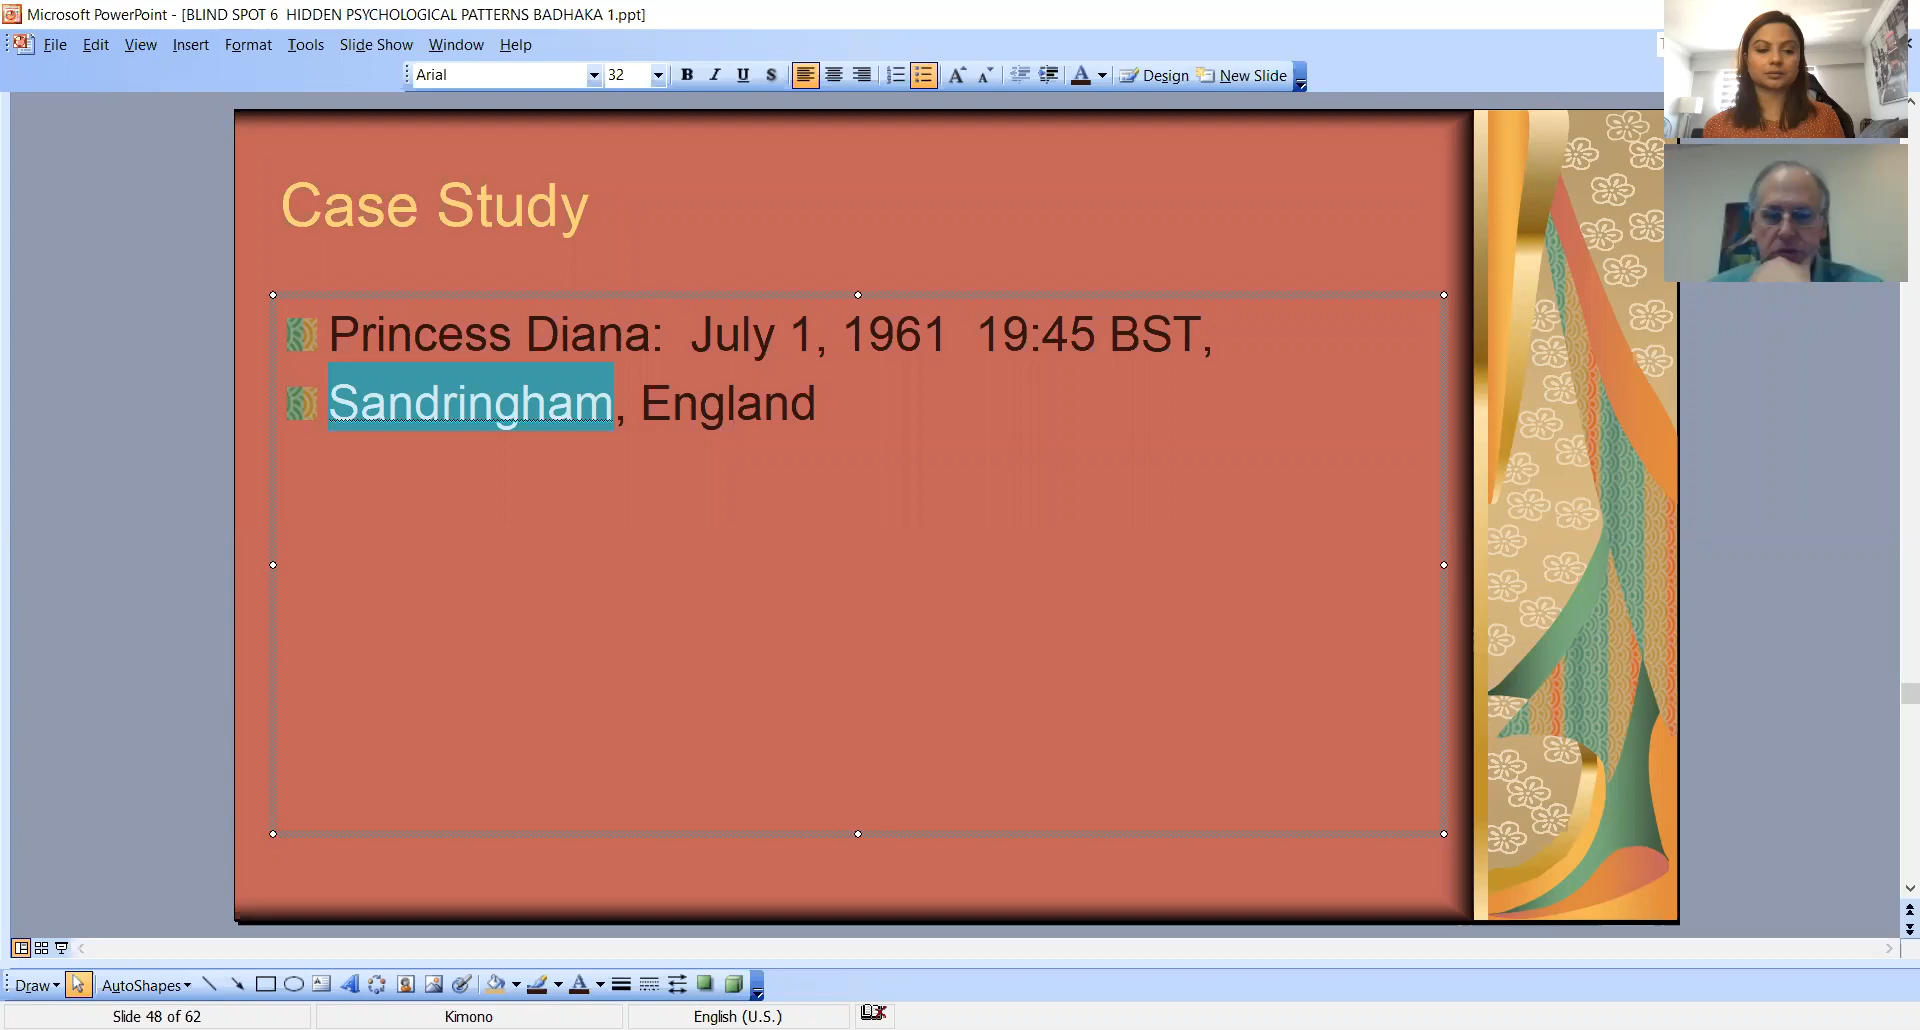 Microsoft PowerPoint - [BLIND SPOT 6 HIDDEN PSYCHOLOGICAL PATTERNS BADHAKA 1.ppt]
File Edit View Insert Format Tools Slide Show Window Help
Arial 32 B I U S Design New Slide
Case Study
Princess Diana: July 1, 1961 19:45 BST,
Sandringham, England
Draw AutoShapes
Slide 48 of 62 Kimono English (U.S.)